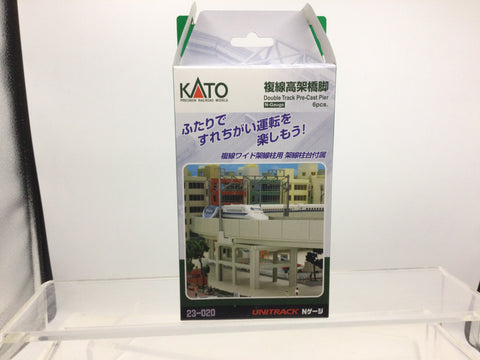 KATO
PRECISION RAILROAD MODELS
複線高架橋脚
Double Track Pre-Cast Pier
N-Gauge
6pcs.
ふたりで
すれちがい運転を
楽しもう!
複線ワイド架線柱用 架線柱台付属
23-020
UNITRACK Nゲージ